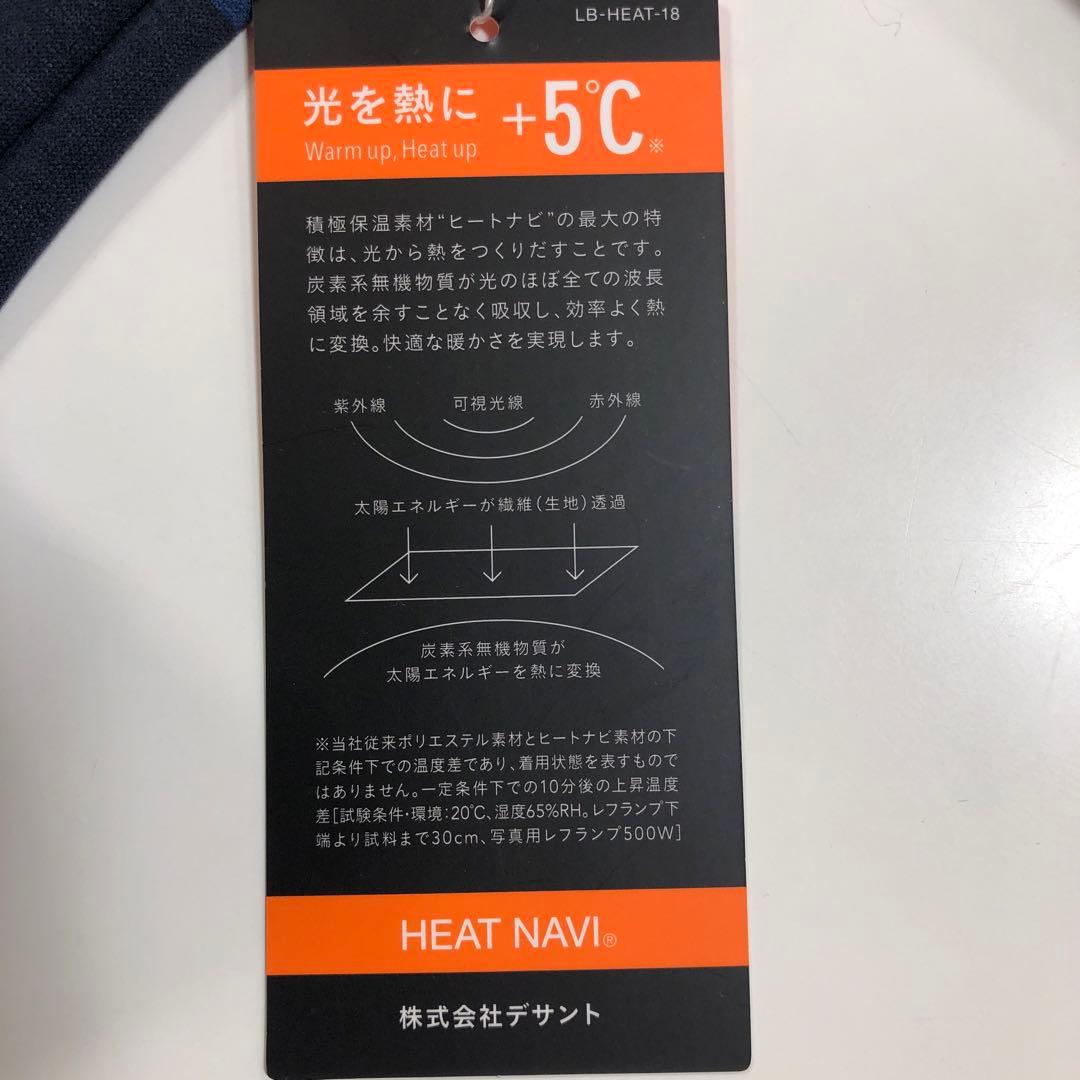 LB-HEAT-18
光を熱に +5℃※
Warm up, Heat up
積極保温素材“ヒートナビ”の最大の特
徴は、光から熱をつくりだすことです。
炭素系無機物質が光のほぼ全ての波長
領域を余すことなく吸収し、効率よく熱
に変換。快適な暖かさを実現します。
紫外線 可視光線 赤外線
太陽エネルギーが繊維(生地)透過
炭素系無機物質が
太陽エネルギーを熱に変換
※当社従来ポリエステル素材とヒートナビ素材の下
記条件下での温度差であり、着用状態を表すもので
はありません。一定条件下での10分後の上昇温度
差[試験条件・環境:20℃、湿度65%RH。レフランプ下
端より試料まで30cm、写真用レフランプ500W]
HEAT NAVI®
株式会社デサント